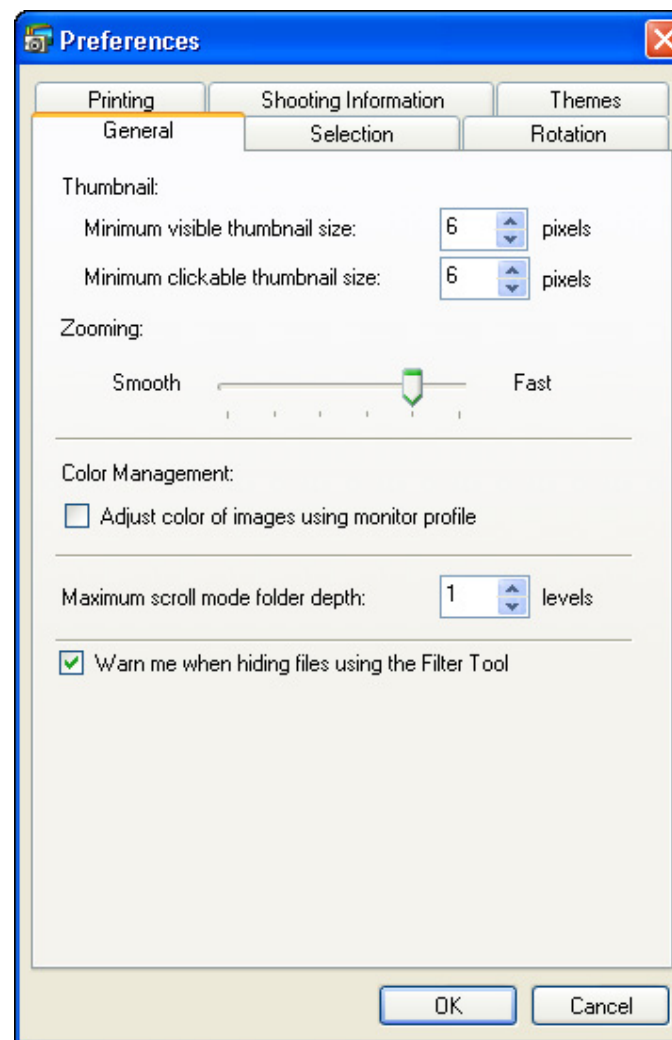 Preferences
Printing Shooting Information Themes
General Selection Rotation
Thumbnail:
Minimum visible thumbnail size: 6 pixels
Minimum clickable thumbnail size: 6 pixels
Zooming:
Smooth Fast
Color Management:
Adjust color of images using monitor profile
Maximum scroll mode folder depth: 1 levels
Warn me when hiding files using the Filter Tool
OK Cancel